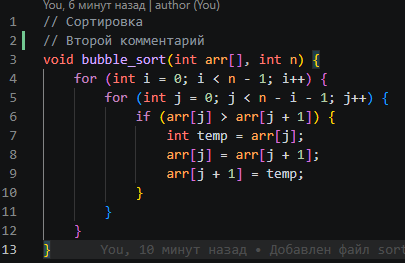 You, 6 минут назад | author (You)
1 // Сортировка
2 // Второй комментарий
3 void bubble_sort(int arr[], int n) {
4     for (int i = 0; i < n - 1; i++) {
5         for (int j = 0; j < n - i - 1; j++) {
6             if (arr[j] > arr[j + 1]) {
7                 int temp = arr[j];
8                 arr[j] = arr[j + 1];
9                 arr[j + 1] = temp;
10             }
11         }
12     }
13 }     You, 10 минут назад • Добавлен файл sort